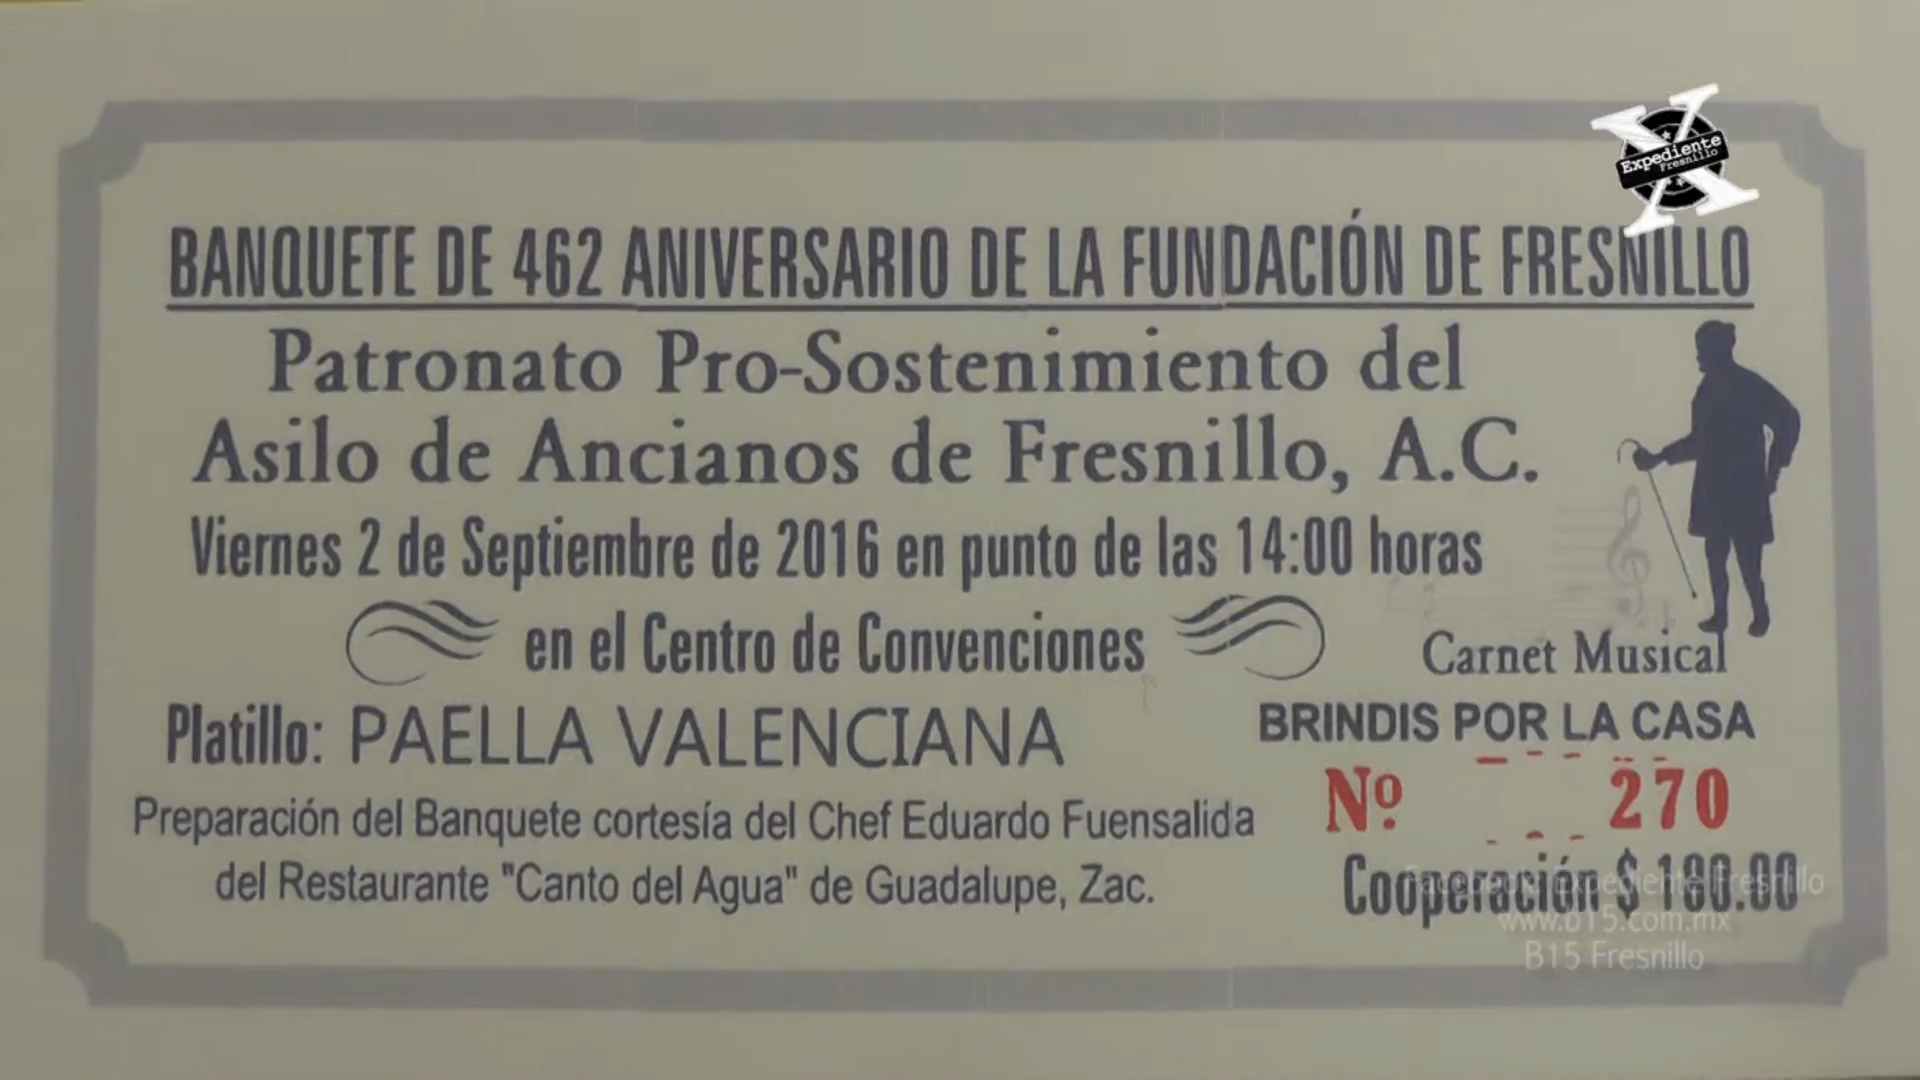 X
Expediente
Fresnillo
BANQUETE DE 462 ANIVERSARIO DE LA FUNDACIÓN DE FRESNILLO
Patronato Pro-Sostenimiento del
Asilo de Ancianos de Fresnillo, A.C.
Viernes 2 de Septiembre de 2016 en punto de las 14:00 horas
en el Centro de Convenciones
Carnet Musical
Platillo: PAELLA VALENCIANA
BRINDIS POR LA CASA
Preparación del Banquete cortesía del Chef Eduardo Fuensalida
del Restaurante "Canto del Agua" de Guadalupe, Zac.
Nº 270
Cooperación $
Facebook: Expediente Fresnillo
www.b15.com.mx
B15 Fresnillo